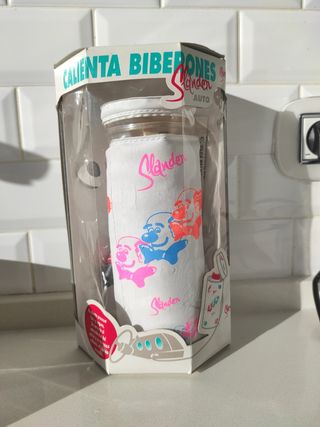 CALIENTA BIBERONES
Slander
AUTO
Slander
Slander